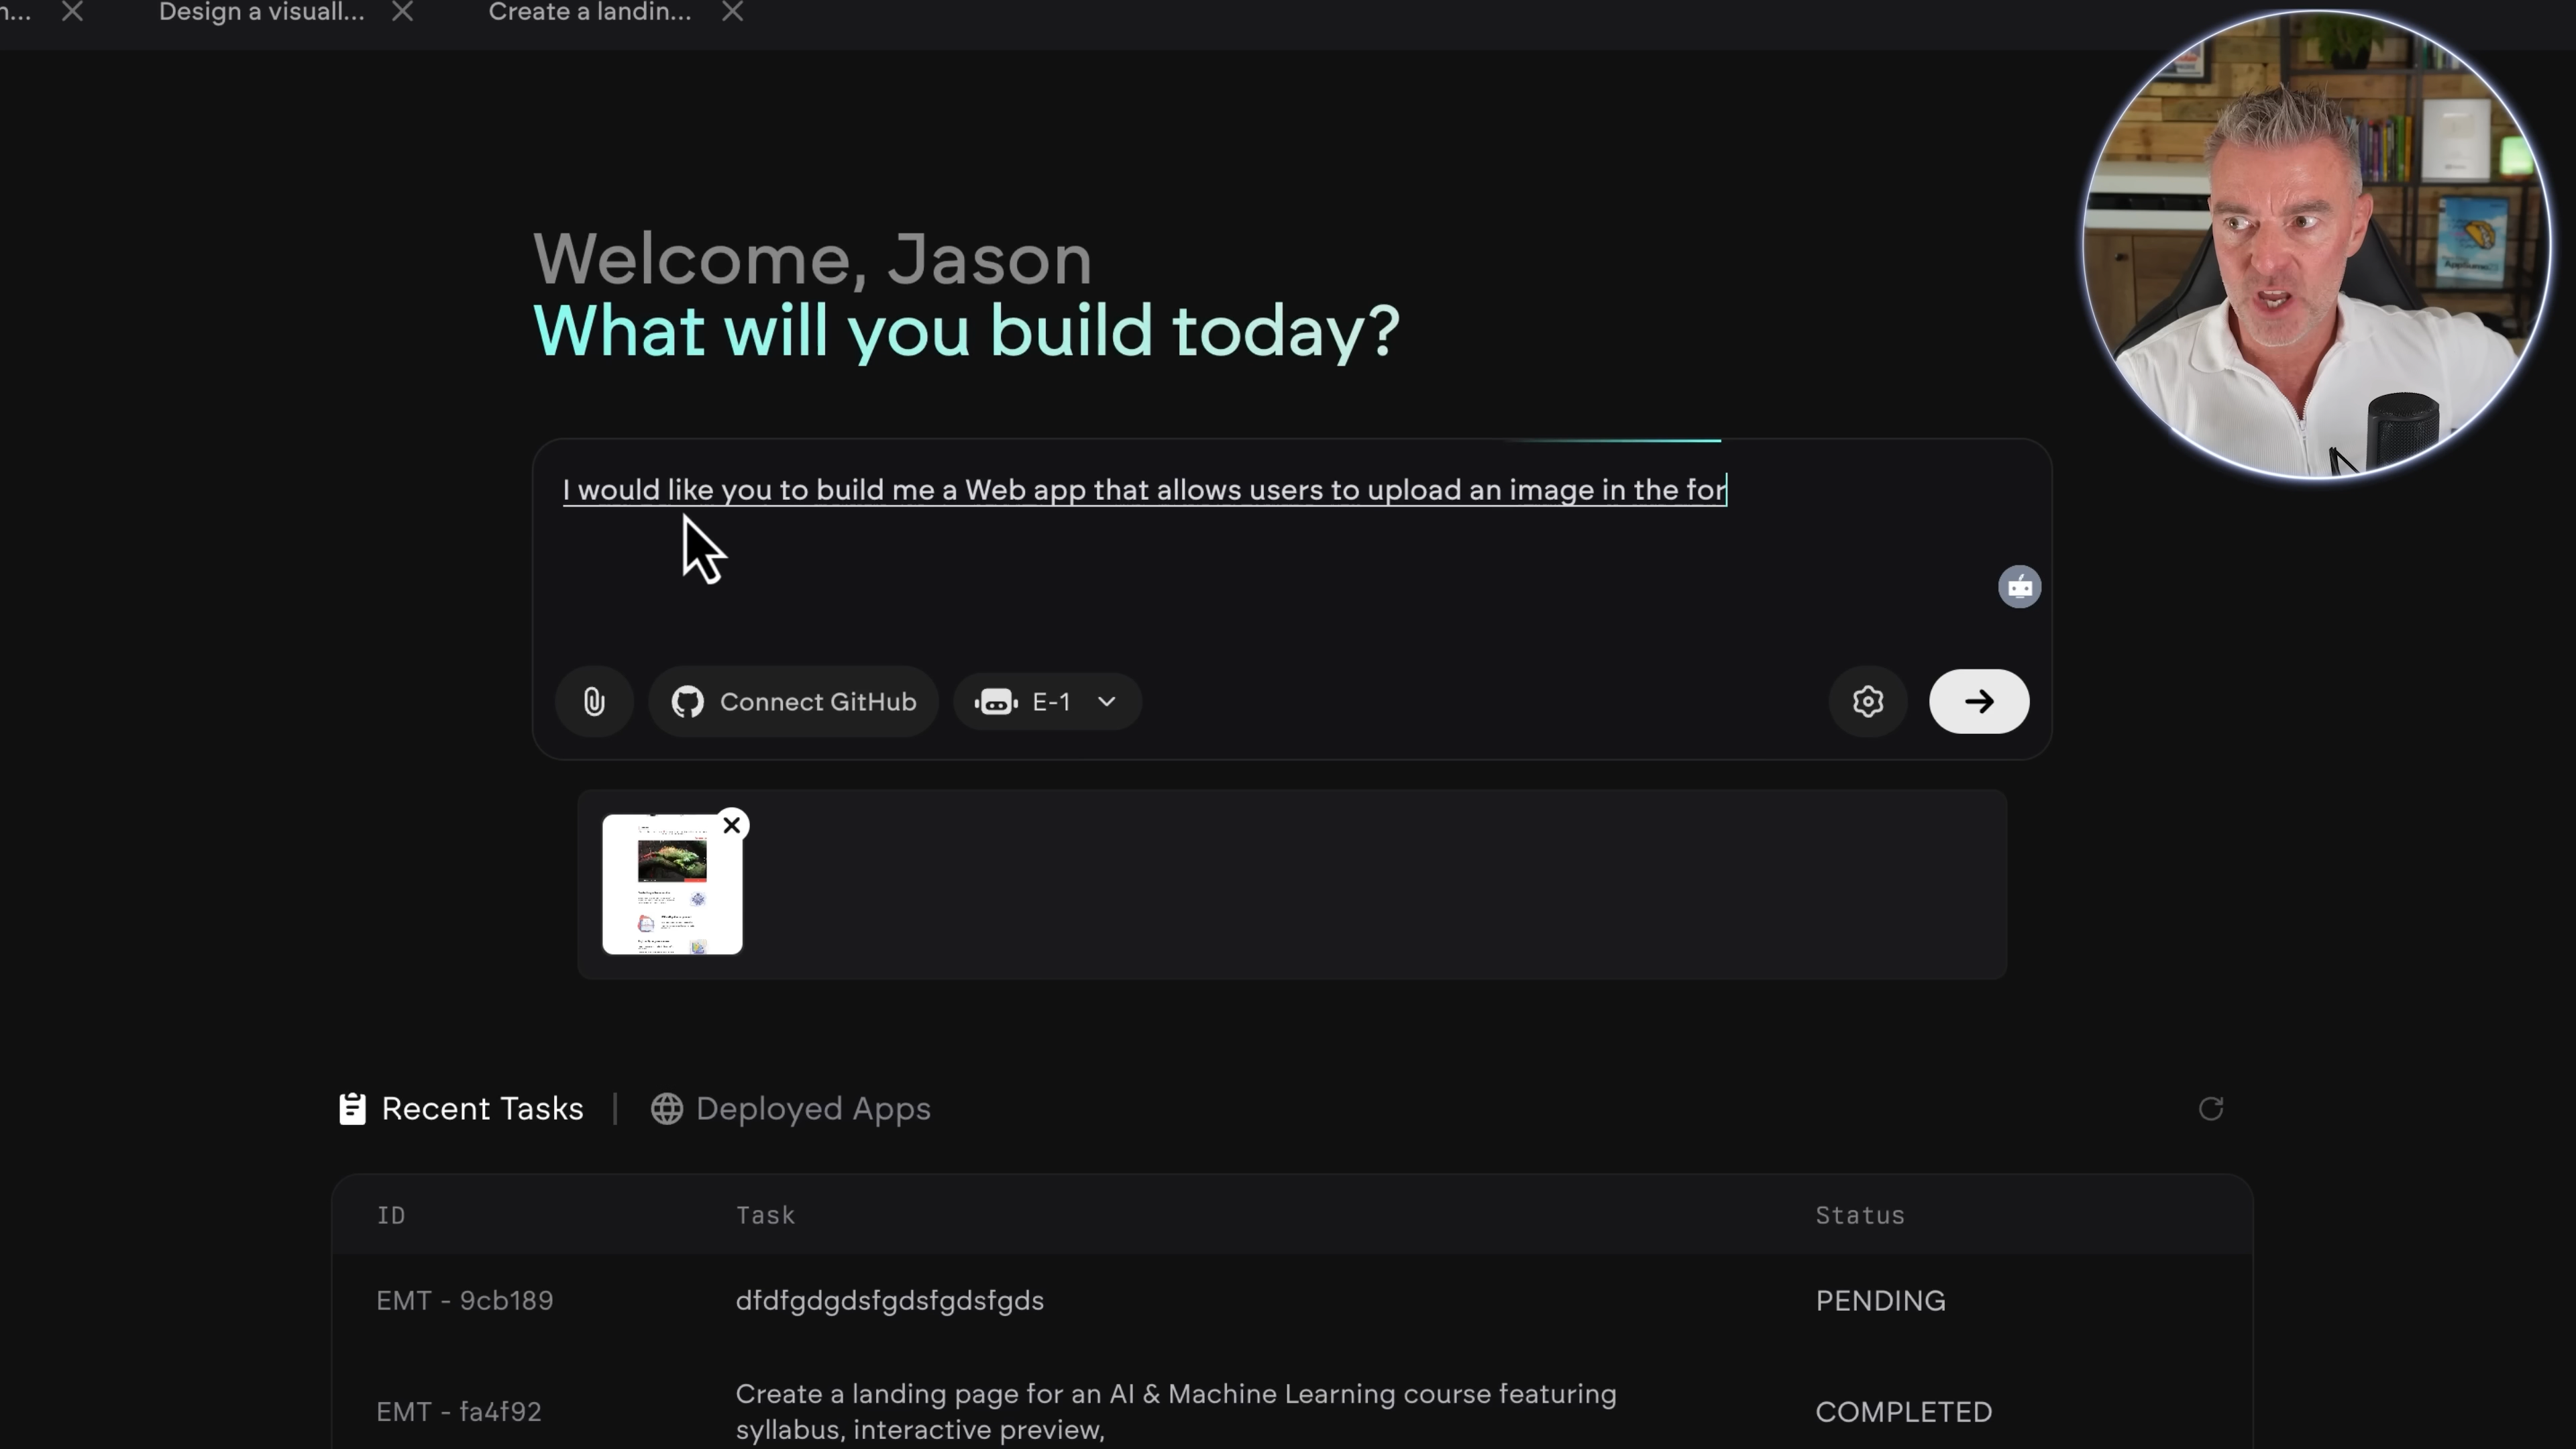 Design a visuall...
Create a landin...
Welcome, Jason
What will you build today?
I would like you to build me a Web app that allows users to upload an image in the for
Connect GitHub
E-1
Recent Tasks
Deployed Apps
ID
Task
Status
EMT - 9cb189
dfdfgdgdsfgdsfgdsfgds
PENDING
EMT - fa4f92
Create a landing page for an AI & Machine Learning course featuring
syllabus, interactive preview,
COMPLETED